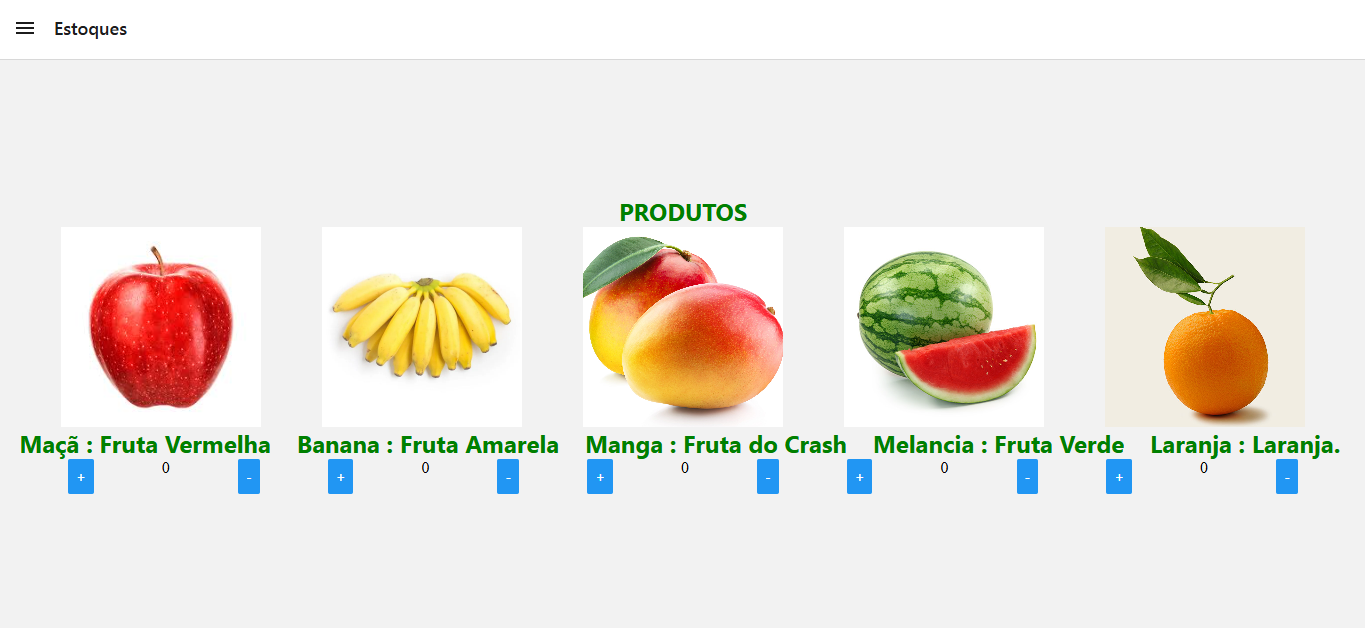 Estoques
PRODUTOS
Maçã : Fruta Vermelha Banana : Fruta Amarela Manga : Fruta do Crash Melancia : Fruta Verde Laranja : Laranja.
+ 0 - + 0 - + 0 - + 0 - + 0 -